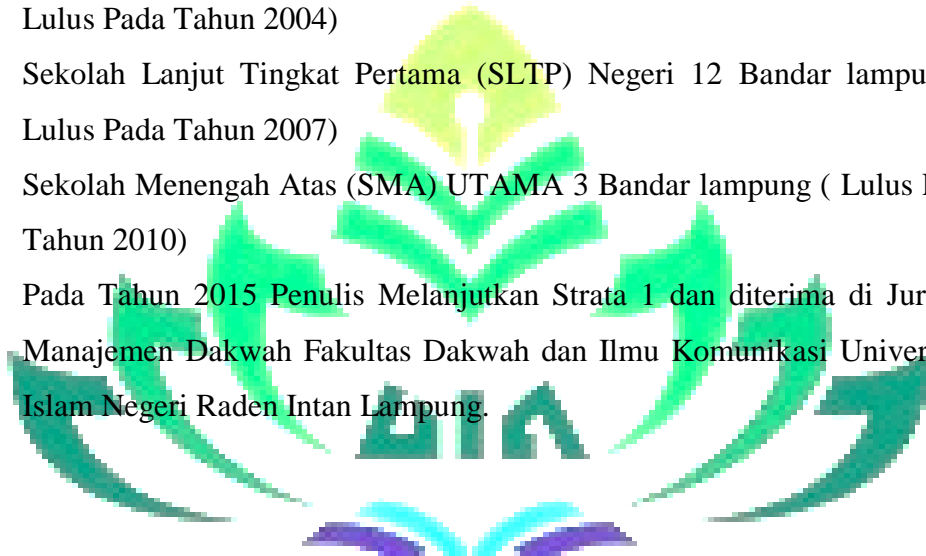 Lulus Pada Tahun 2004)
Sekolah Lanjut Tingkat Pertama (SLTP) Negeri 12 Bandar lampu
Lulus Pada Tahun 2007)
Sekolah Menengah Atas (SMA) UTAMA 3 Bandar lampung ( Lulus
Tahun 2010)
Pada Tahun 2015 Penulis Melanjutkan Strata 1 dan diterima di Jur
Manajemen Dakwah Fakultas Dakwah dan Ilmu Komunikasi Univer
Islam Negeri Raden Intan Lampung.